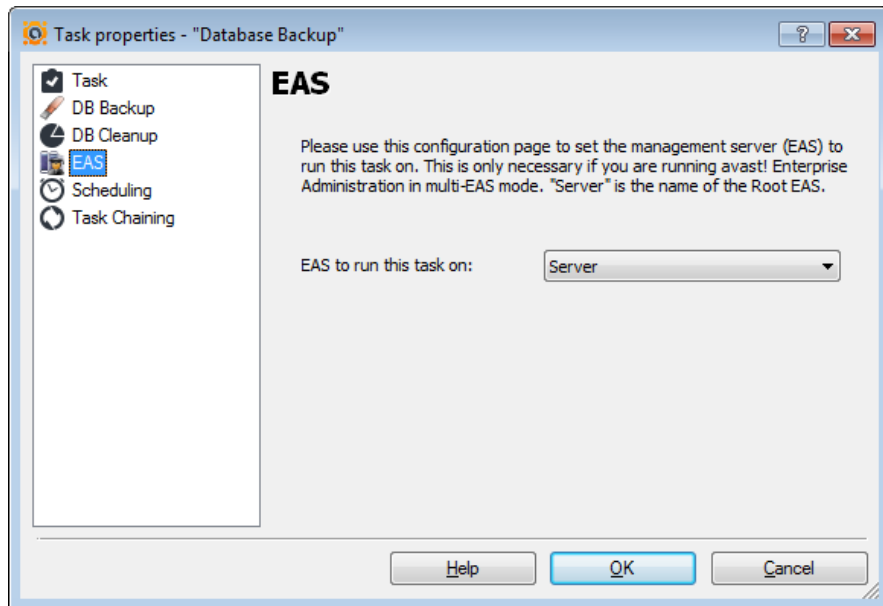 Task properties - "Database Backup"
Task
DB Backup
DB Cleanup
EAS
Scheduling
Task Chaining
EAS
Please use this configuration page to set the management server (EAS) to
run this task on. This is only necessary if you are running avast! Enterprise
Administration in multi-EAS mode. "Server" is the name of the Root EAS.
EAS to run this task on:
Server
Help
OK
Cancel